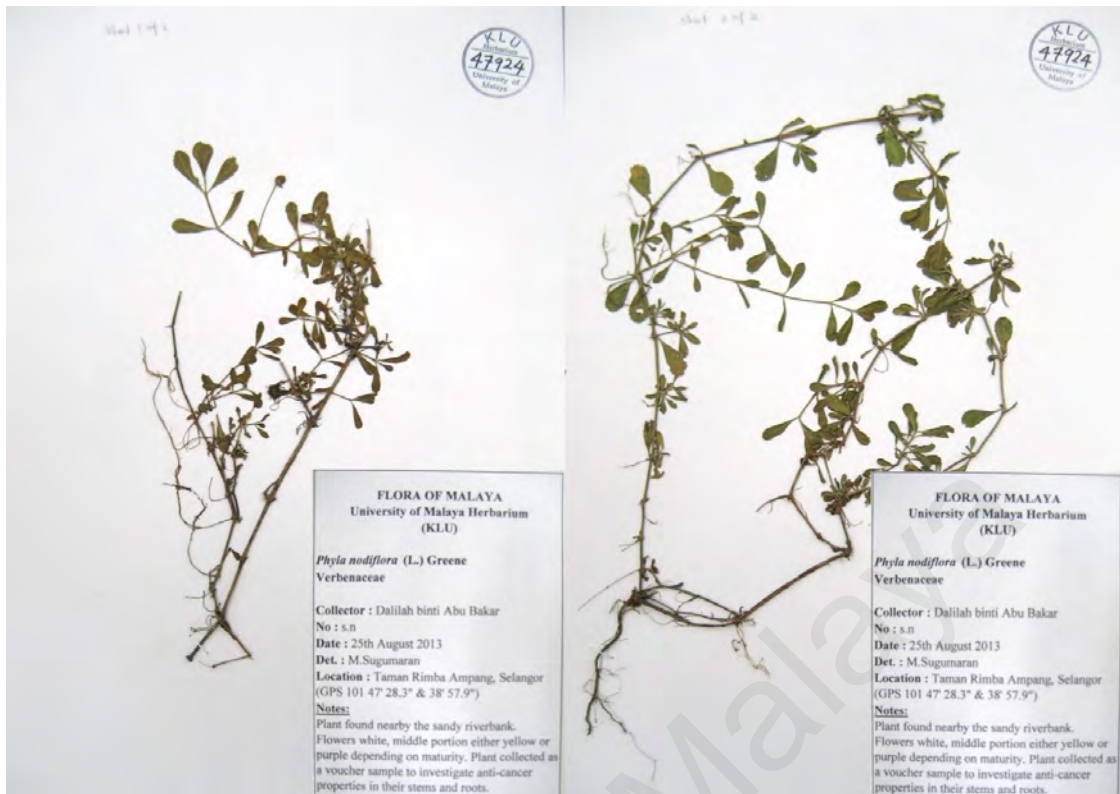 Sheet 1 of 2
KLU
Herbarium
47924
University of
Malaya
FLORA OF MALAYA
University of Malaya Herbarium
(KLU)
Phyla nodiflora (L.) Greene
Verbenaceae
Collector : Dalilah binti Abu Bakar
No : s.n
Date : 25th August 2013
Det. : M.Sugumaran
Location : Taman Rimba Ampang, Selangor
(GPS 101 47' 28.3" & 38' 57.9")
Notes:
Plant found nearby the sandy riverbank.
Flowers white, middle portion either yellow or
purple depending on maturity. Plant collected as
a voucher sample to investigate anti-cancer
properties in their stems and roots.
Sheet 2 of 2
KLU
Herbarium
47924
University of
Malaya
FLORA OF MALAYA
University of Malaya Herbarium
(KLU)
Phyla nodiflora (L.) Greene
Verbenaceae
Collector : Dalilah binti Abu Bakar
No : s.n
Date : 25th August 2013
Det. : M.Sugumaran
Location : Taman Rimba Ampang, Selangor
(GPS 101 47' 28.3" & 38' 57.9")
Notes:
Plant found nearby the sandy riverbank.
Flowers white, middle portion either yellow or
purple depending on maturity. Plant collected as
a voucher sample to investigate anti-cancer
properties in their stems and roots.
Malaya